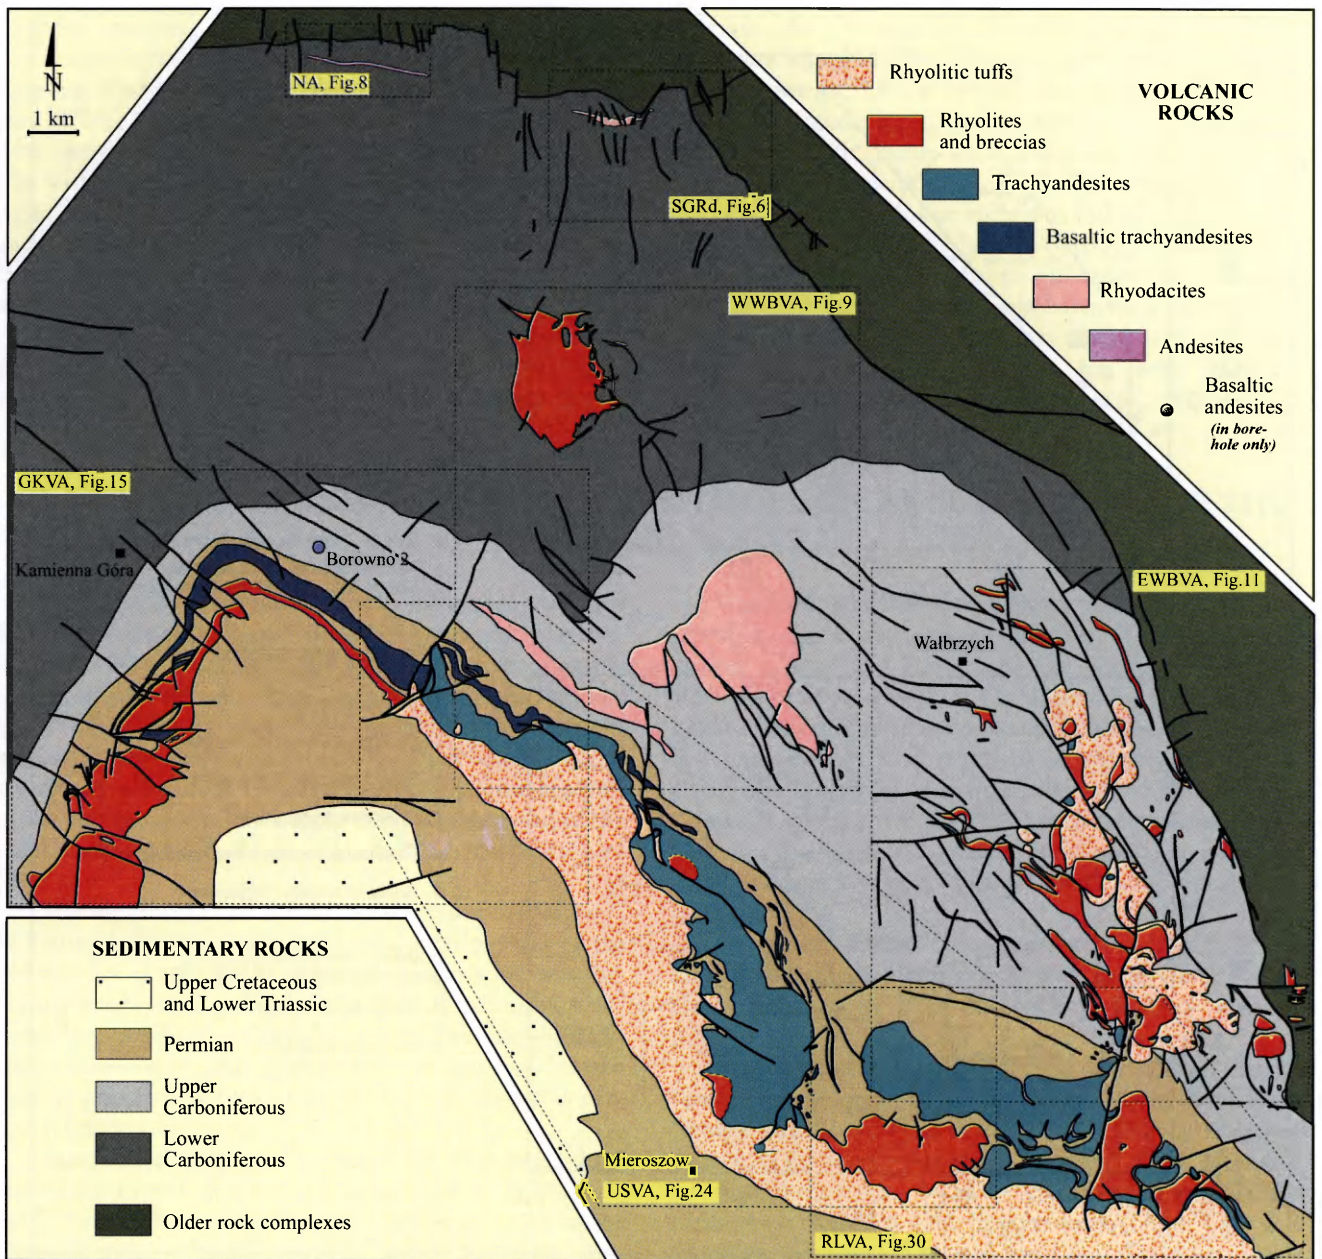 N
1 km
NA, Fig.8
SGRd, Fig.6
WWBVA, Fig.9
GKVA, Fig.15
Kamienna Góra
Borowno 2
EWBVA, Fig.11
Wałbrzych
Mieroszów
USVA, Fig.24
RLVA, Fig.30
VOLCANIC
ROCKS
Rhyolitic tuffs
Rhyolites
and breccias
Trachyandesites
Basaltic trachyandesites
Rhyodacites
Andesites
Basaltic
andesites
(in bore-
hole only)
SEDIMENTARY ROCKS
Upper Cretaceous
and Lower Triassic
Permian
Upper
Carboniferous
Lower
Carboniferous
Older rock complexes